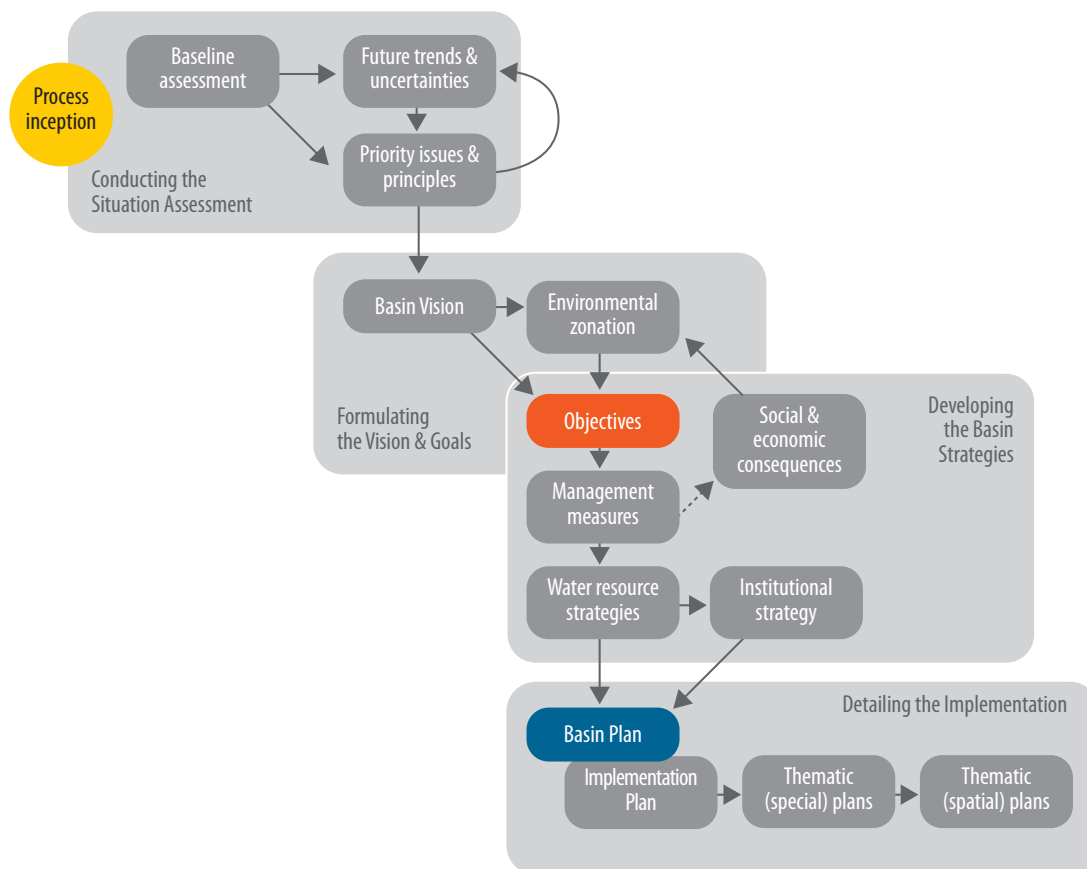 Process
inception
Baseline
assessment
Future trends &
uncertainties
Priority issues &
principles
Conducting the
Situation Assessment
Basin Vision
Environmental
zonation
Formulating
the Vision & Goals
Objectives
Social &
economic
consequences
Developing
the Basin
Strategies
Management
measures
Water resource
strategies
Institutional
strategy
Detailing the Implementation
Basin Plan
Implementation
Plan
Thematic
(special) plans
Thematic
(spatial) plans